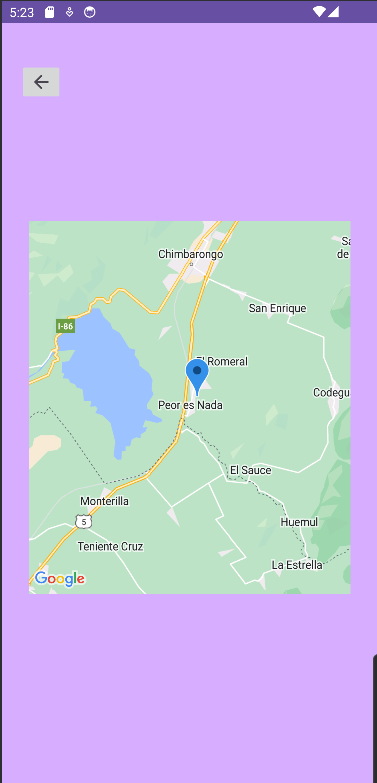 5:23
Chimbarongo
Sa
de
San Enrique
I-86
El Romeral
Codegu
Peor es Nada
El Sauce
Monterilla
5
Huemul
Teniente Cruz
La Estrella
Google